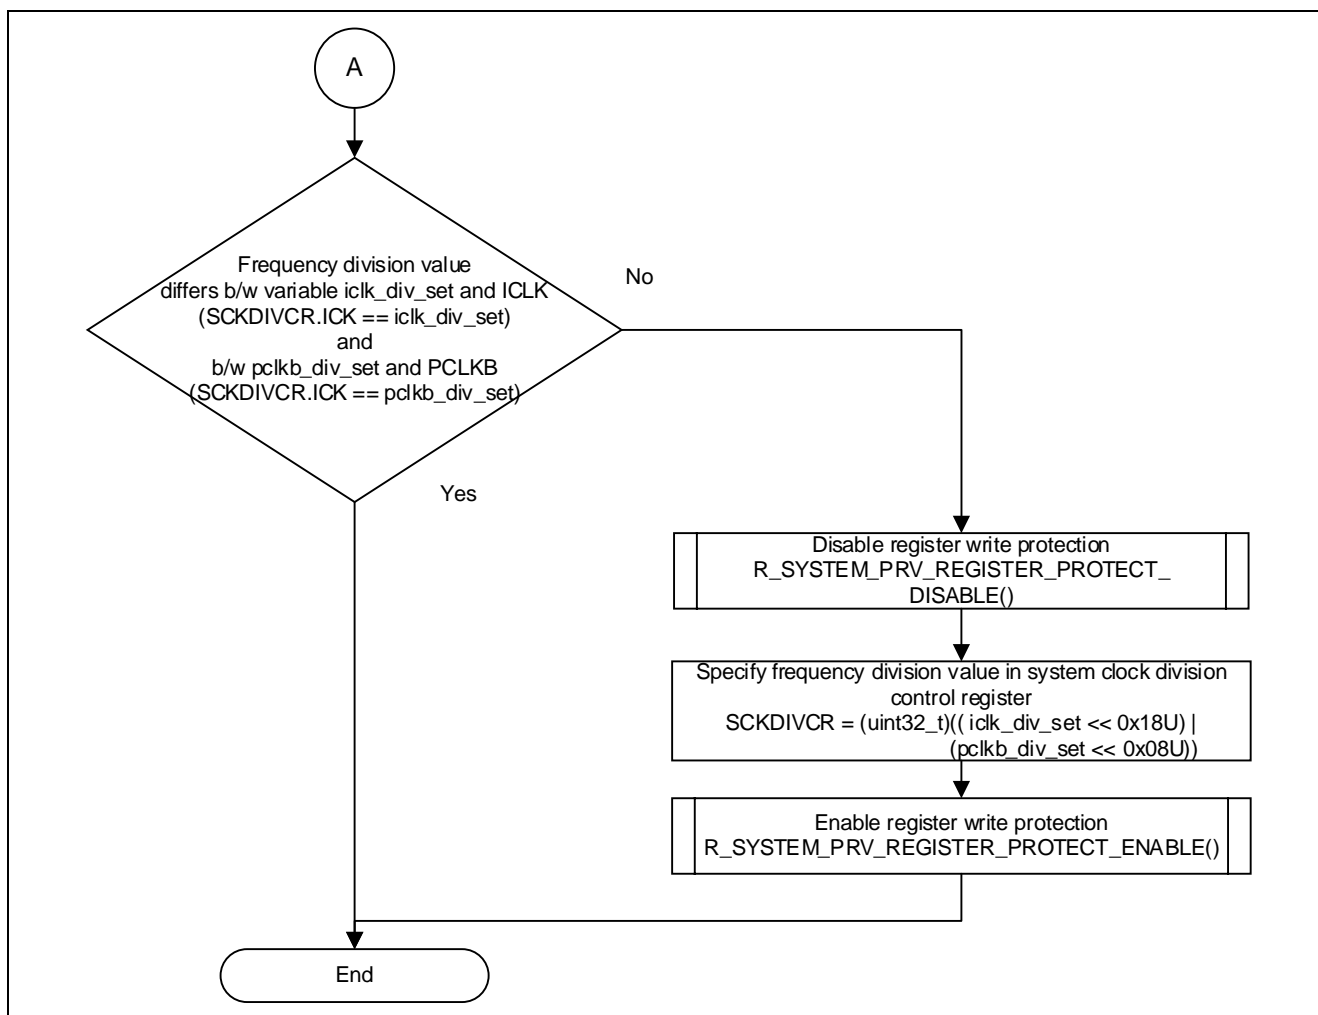 A
Frequency division value
differs b/w variable iclk_div_set and ICLK
(SCKDIVCR.ICK == iclk_div_set)
and
b/w pclkb_div_set and PCLKB
(SCKDIVCR.ICK == pclkb_div_set)
No
Yes
Disable register write protection
R_SYSTEM_PRV_REGISTER_PROTECT_
DISABLE()
Specify frequency division value in system clock division
control register
SCKDIVCR = (uint32_t)(( iclk_div_set << 0x18U) |
(pclkb_div_set << 0x08U))
Enable register write protection
R_SYSTEM_PRV_REGISTER_PROTECT_ENABLE()
End